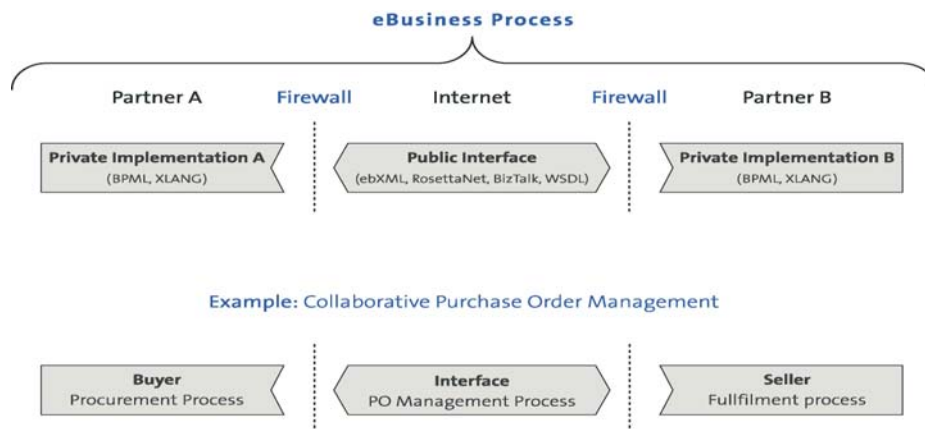 eBusiness Process
Partner A Firewall Internet Firewall Partner B
Private Implementation A Public Interface Private Implementation B
(BPML, XLANG) (ebXML, RosettaNet, BizTalk, WSDL) (BPML, XLANG)
Example: Collaborative Purchase Order Management
Buyer Interface Seller
Procurement Process PO Management Process Fullfilment process